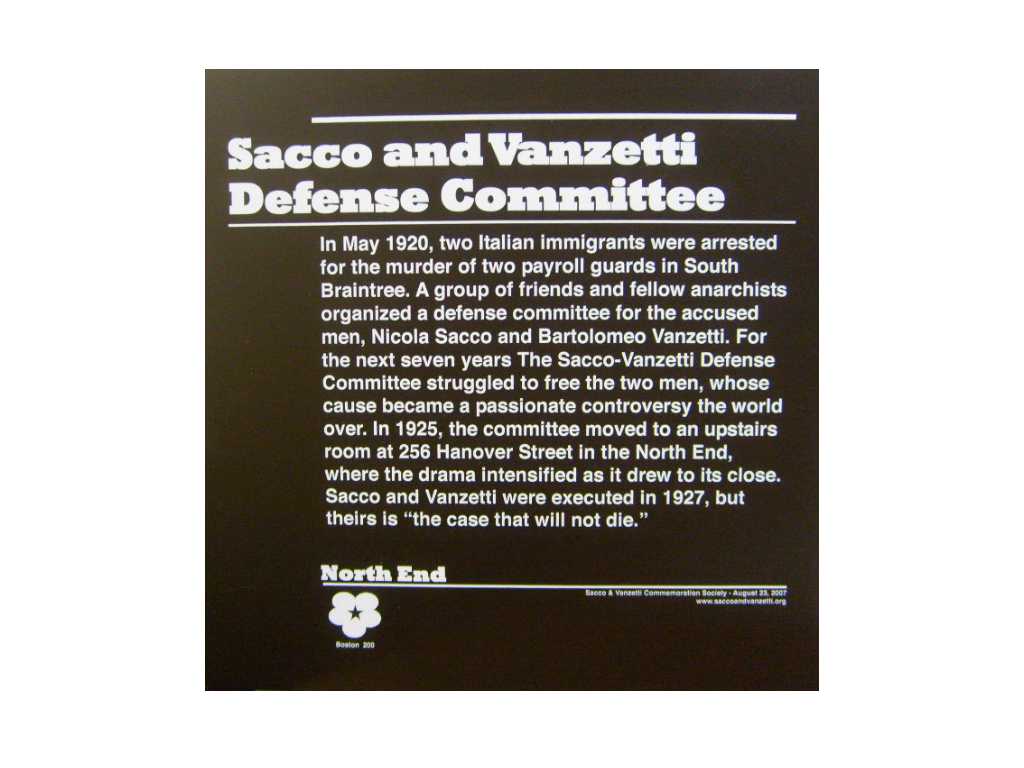 Sacco and Vanzetti
Defense Committee
In May 1920, two Italian immigrants were arrested
for the murder of two payroll guards in South
Braintree. A group of friends and fellow anarchists
organized a defense committee for the accused
men, Nicola Sacco and Bartolomeo Vanzetti. For
the next seven years The Sacco-Vanzetti Defense
Committee struggled to free the two men, whose
cause became a passionate controversy the world
over. In 1925, the committee moved to an upstairs
room at 256 Hanover Street in the North End,
where the drama intensified as it drew to its close.
Sacco and Vanzetti were executed in 1927, but
theirs is “the case that will not die.”
North End
Sacco & Vanzetti Commemoration Society - August 23, 2007
www.saccoandvanzetti.org
Boston 200